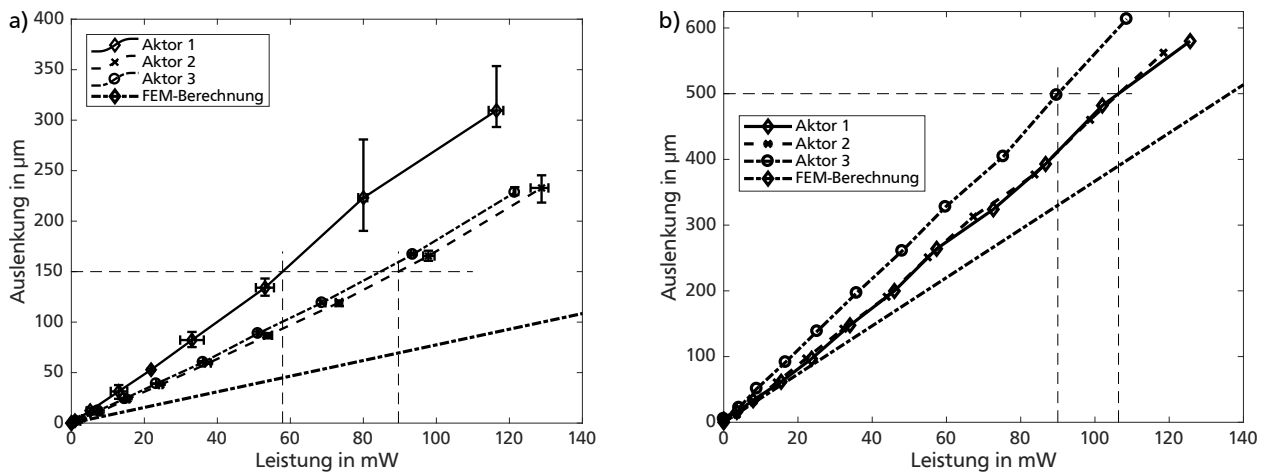 a)
400
350
300
250
200
150
100
50
0
Auslenkung in µm
Aktor 1
Aktor 2
Aktor 3
FEM-Berechnung
0 20 40 60 80 100 120 140
Leistung in mW
b)
600
500
400
300
200
100
0
Auslenkung in µm
Aktor 1
Aktor 2
Aktor 3
FEM-Berechnung
0 20 40 60 80 100 120 140
Leistung in mW